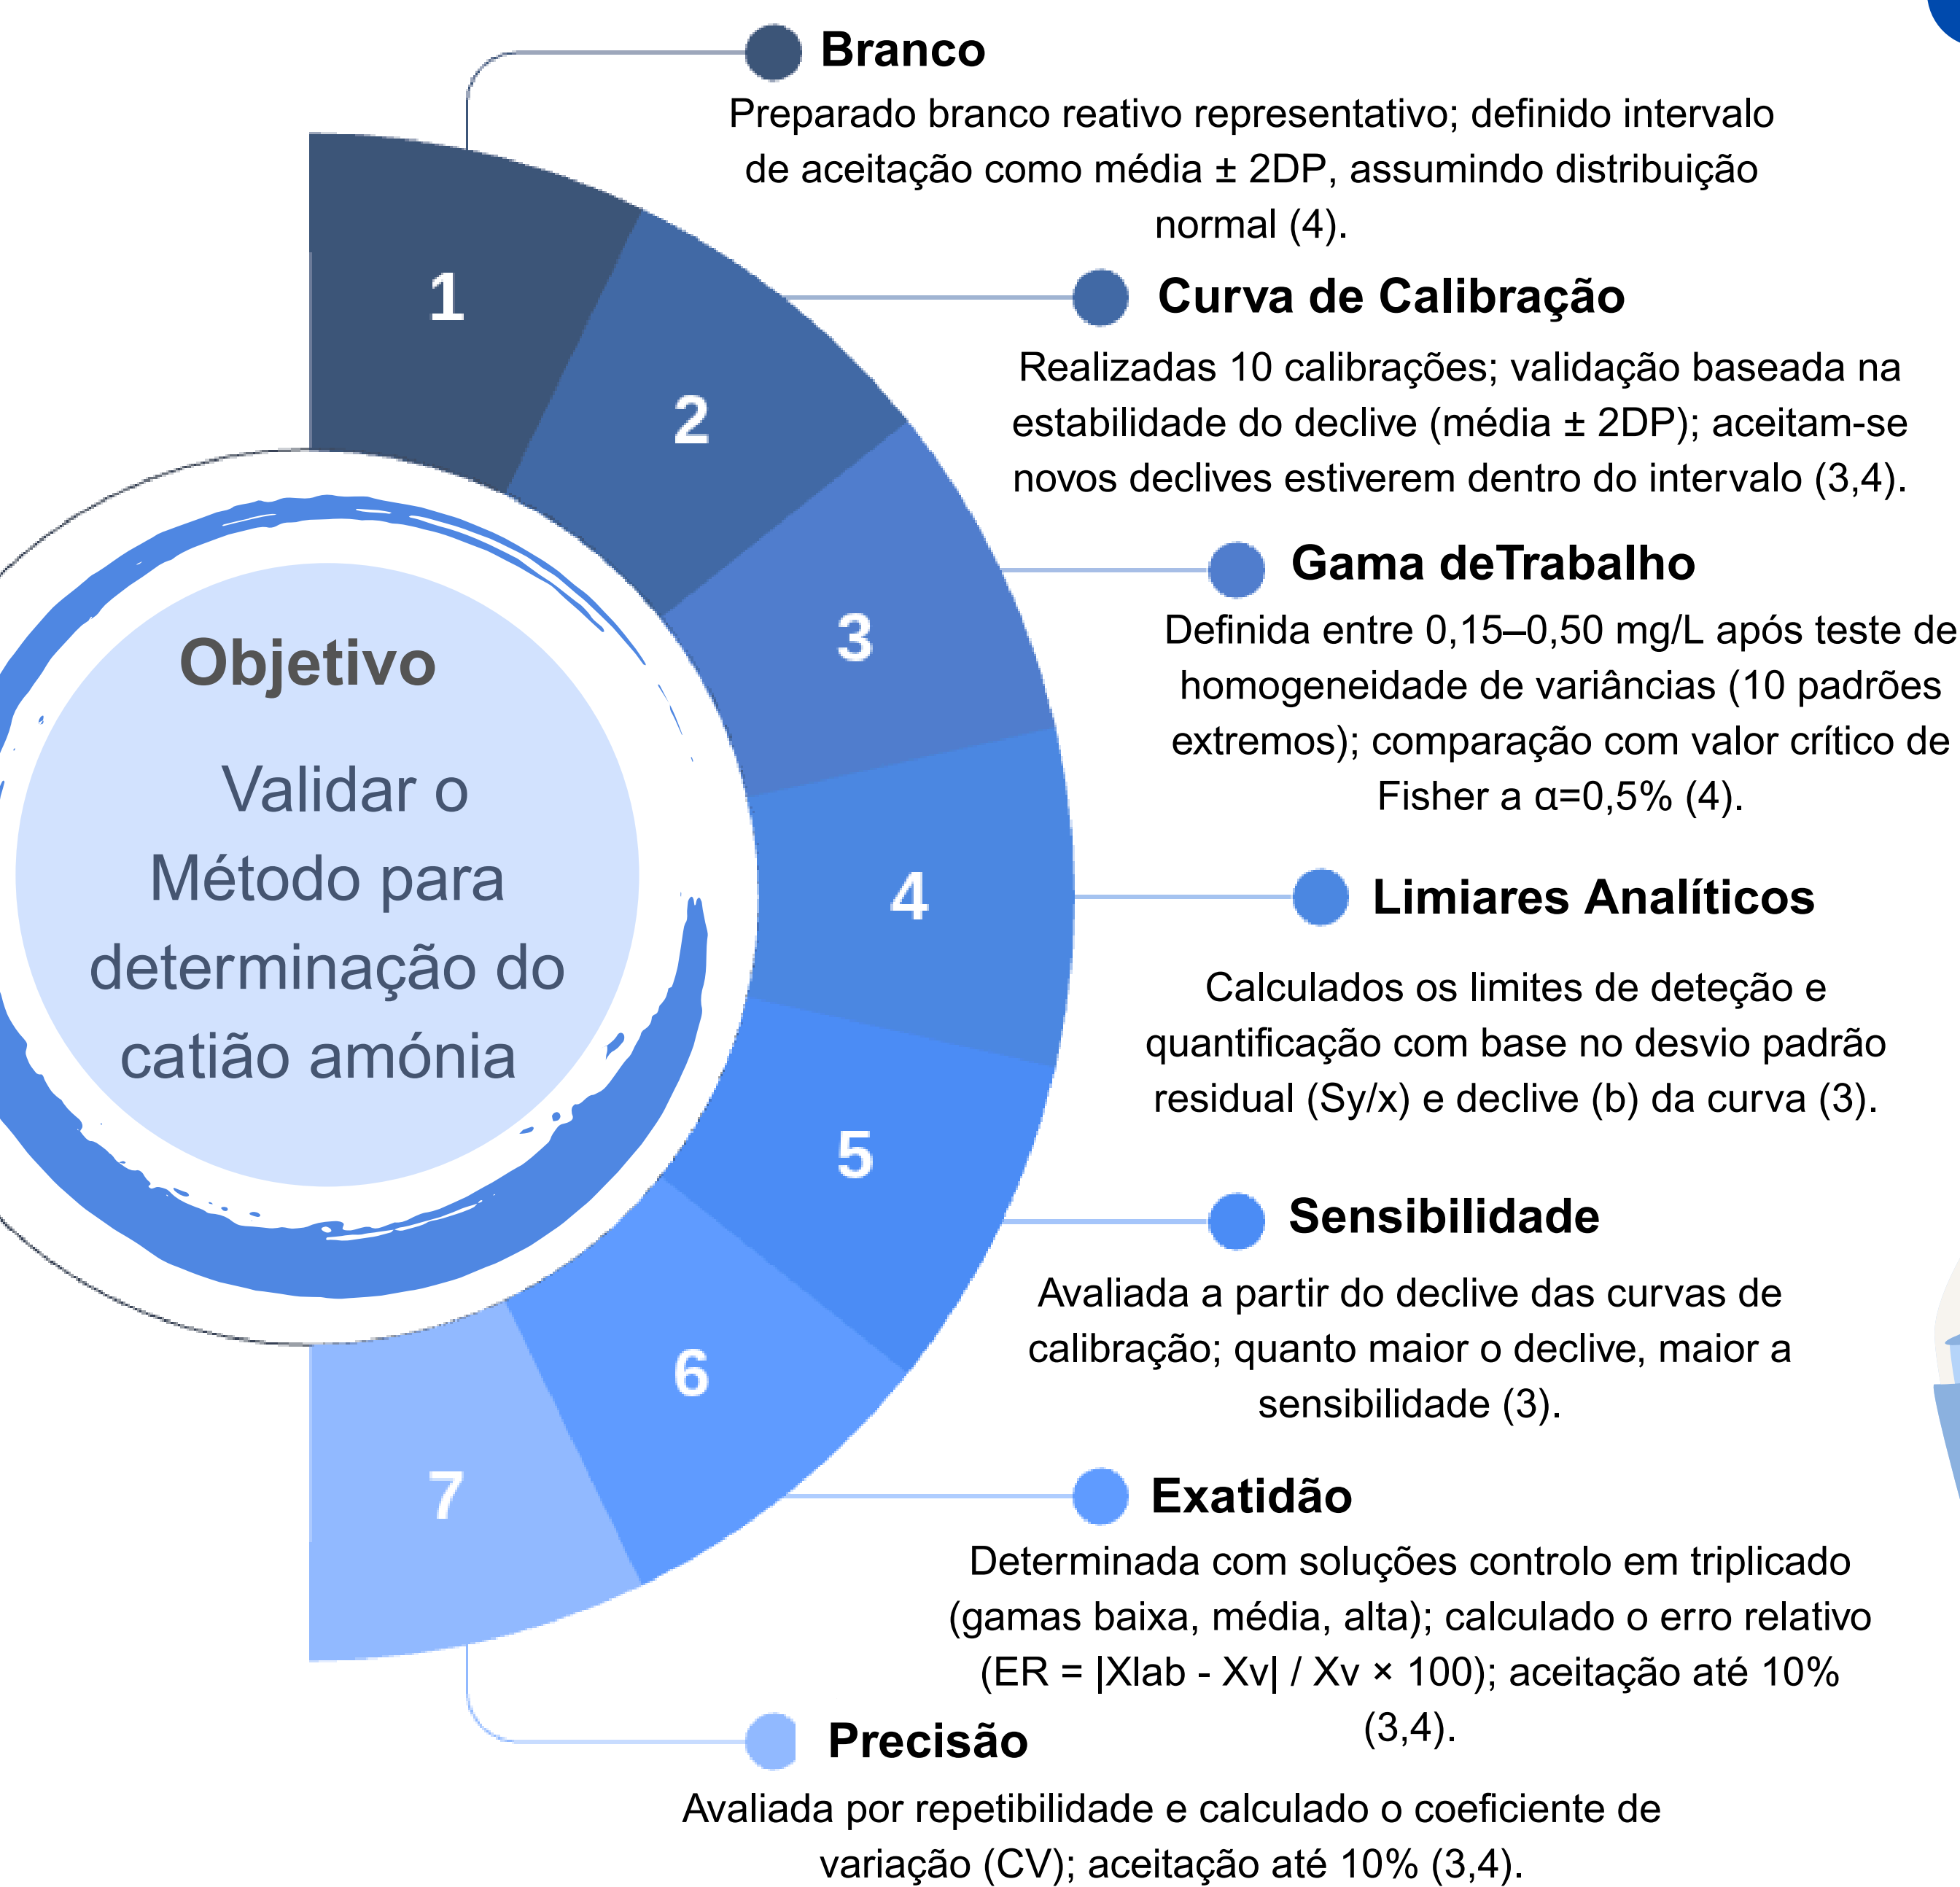 Objetivo
Validar o
Método para
determinação do
catião amónia
1
Branco
Preparado branco reativo representativo; definido intervalo
de aceitação como média ± 2DP, assumindo distribuição
normal (4).
2
Curva de Calibração
Realizadas 10 calibrações; validação baseada na
estabilidade do declive (média ± 2DP); aceitam-se
novos declives estiverem dentro do intervalo (3,4).
3
Gama deTrabalho
Definida entre 0,15–0,50 mg/L após teste de
homogeneidade de variâncias (10 padrões
extremos); comparação com valor crítico de
Fisher a α=0,5% (4).
4
Limiares Analíticos
Calculados os limites de deteção e
quantificação com base no desvio padrão
residual (Sy/x) e declive (b) da curva (3).
5
Sensibilidade
Avaliada a partir do declive das curvas de
calibração; quanto maior o declive, maior a
sensibilidade (3).
6
Exatidão
Determinada com soluções controlo em triplicado
(gamas baixa, média, alta); calculado o erro relativo
(ER = |Xlab - Xv| / Xv × 100); aceitação até 10%
(3,4).
7
Precisão
Avaliada por repetibilidade e calculado o coeficiente de
variação (CV); aceitação até 10% (3,4).